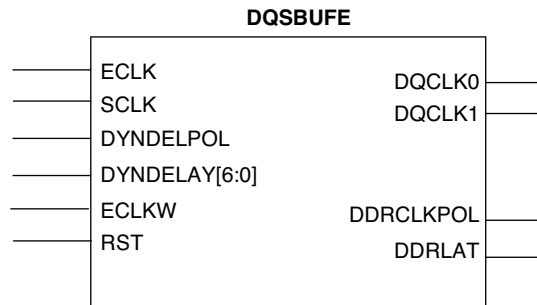 DQSBUFE
ECLK
SCLK
DYNDELPOL
DYNDELAY[6:0]
ECLKW
RST
DQCLK0
DQCLK1
DDRCLKPOL
DDRLAT